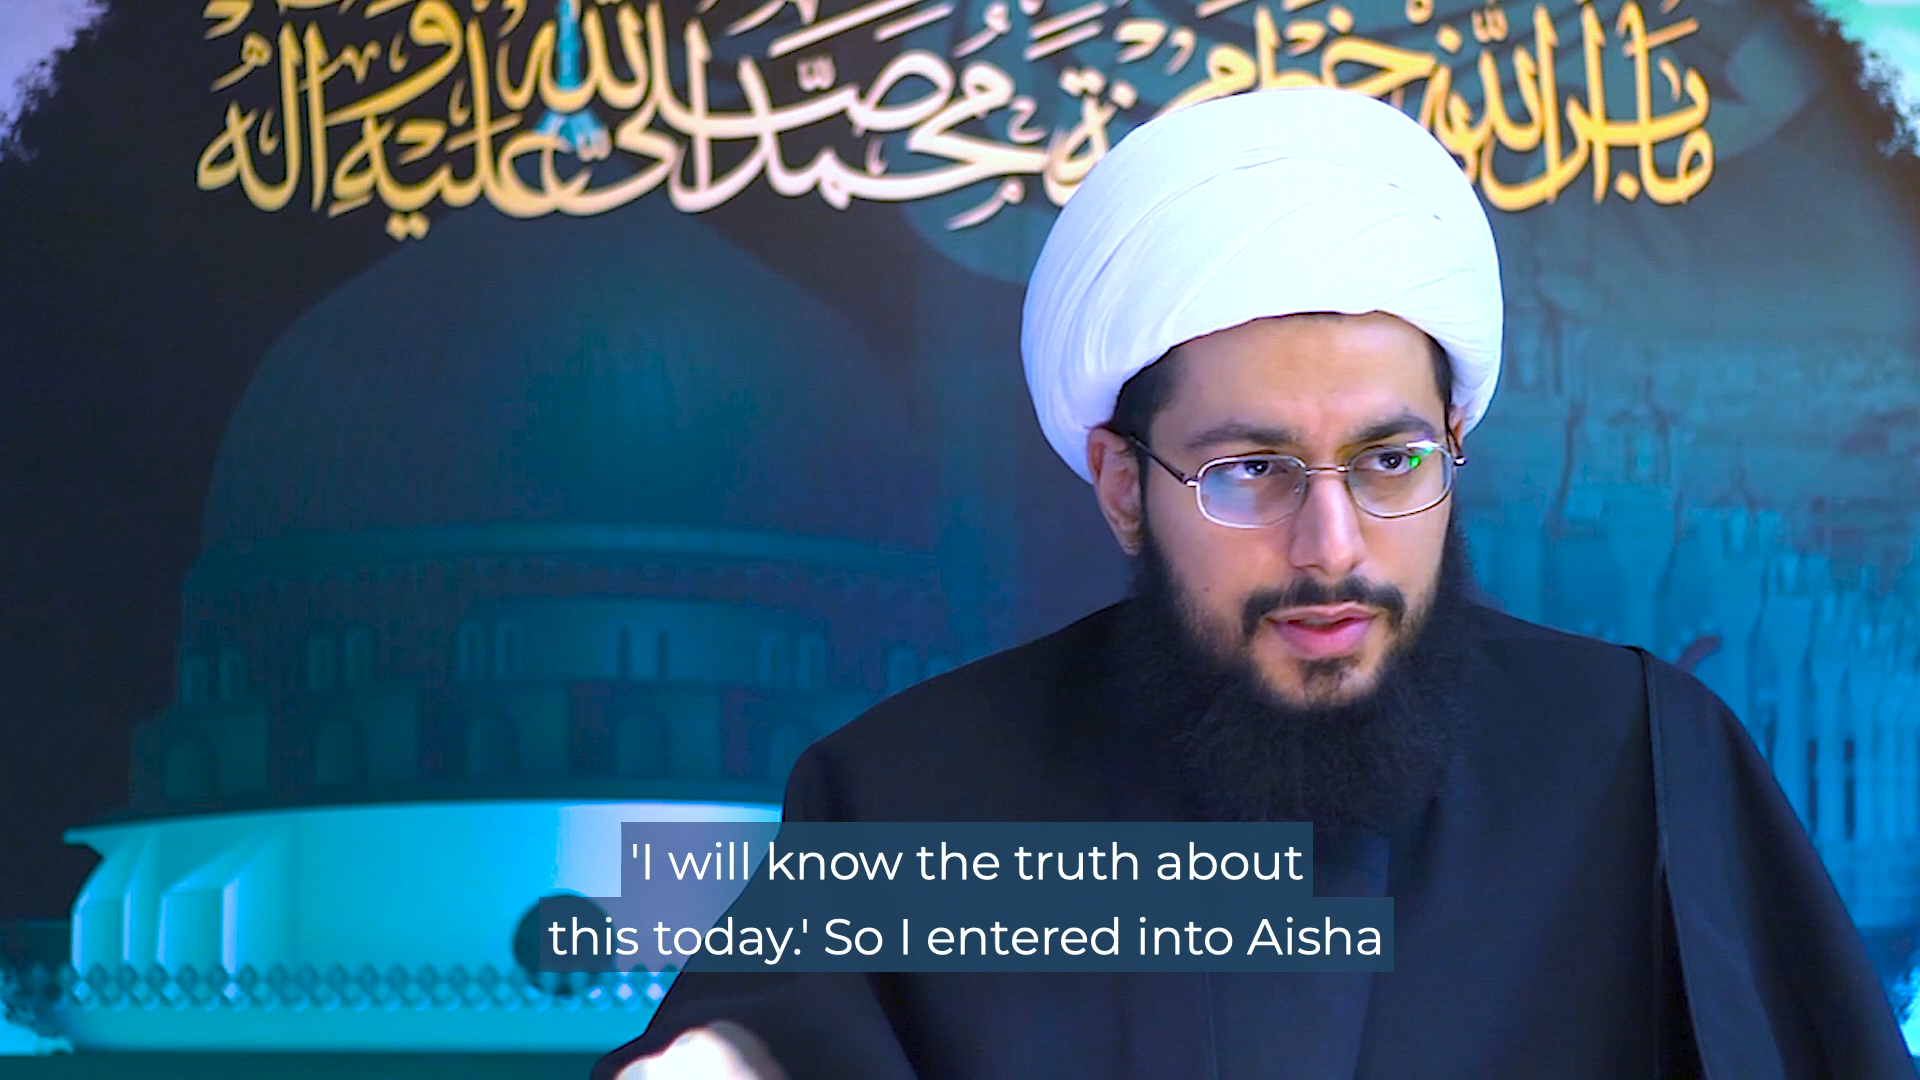 محمد صلى الله عليه وآله
'I will know the truth about
this today.' So I entered into Aisha